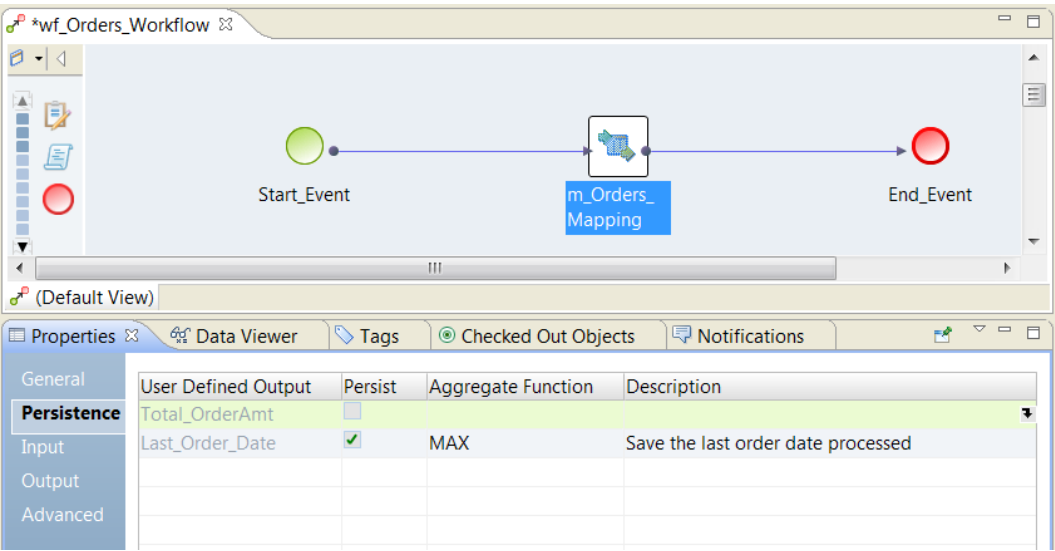 *wf_Orders_Workflow
Start_Event
m_Orders_
Mapping
End_Event
(Default View)
Properties Data Viewer Tags Checked Out Objects Notifications
General
Persistence
Input
Output
Advanced
User Defined Output Persist Aggregate Function Description
Total_OrderAmt
Last_Order_Date MAX Save the last order date processed